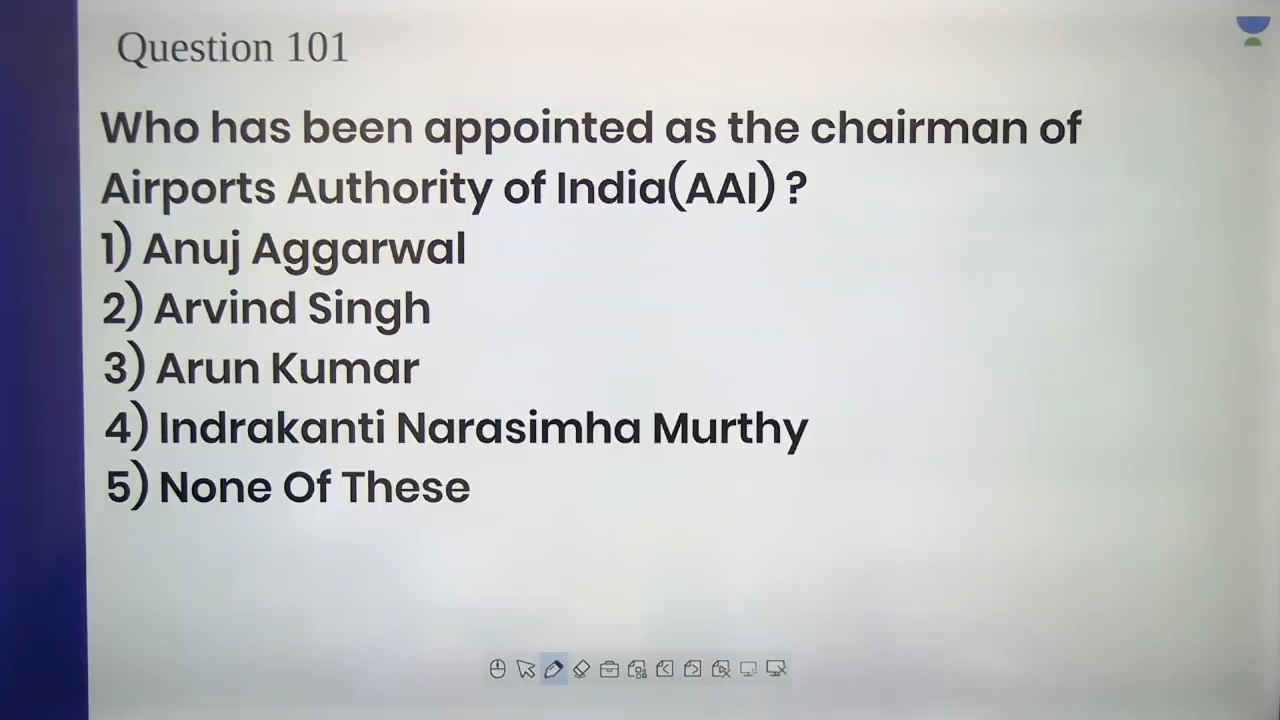 Question 101
Who has been appointed as the chairman of
Airports Authority of India(AAI) ?
1) Anuj Aggarwal
2) Arvind Singh
3) Arun Kumar
4) Indrakanti Narasimha Murthy
5) None Of These